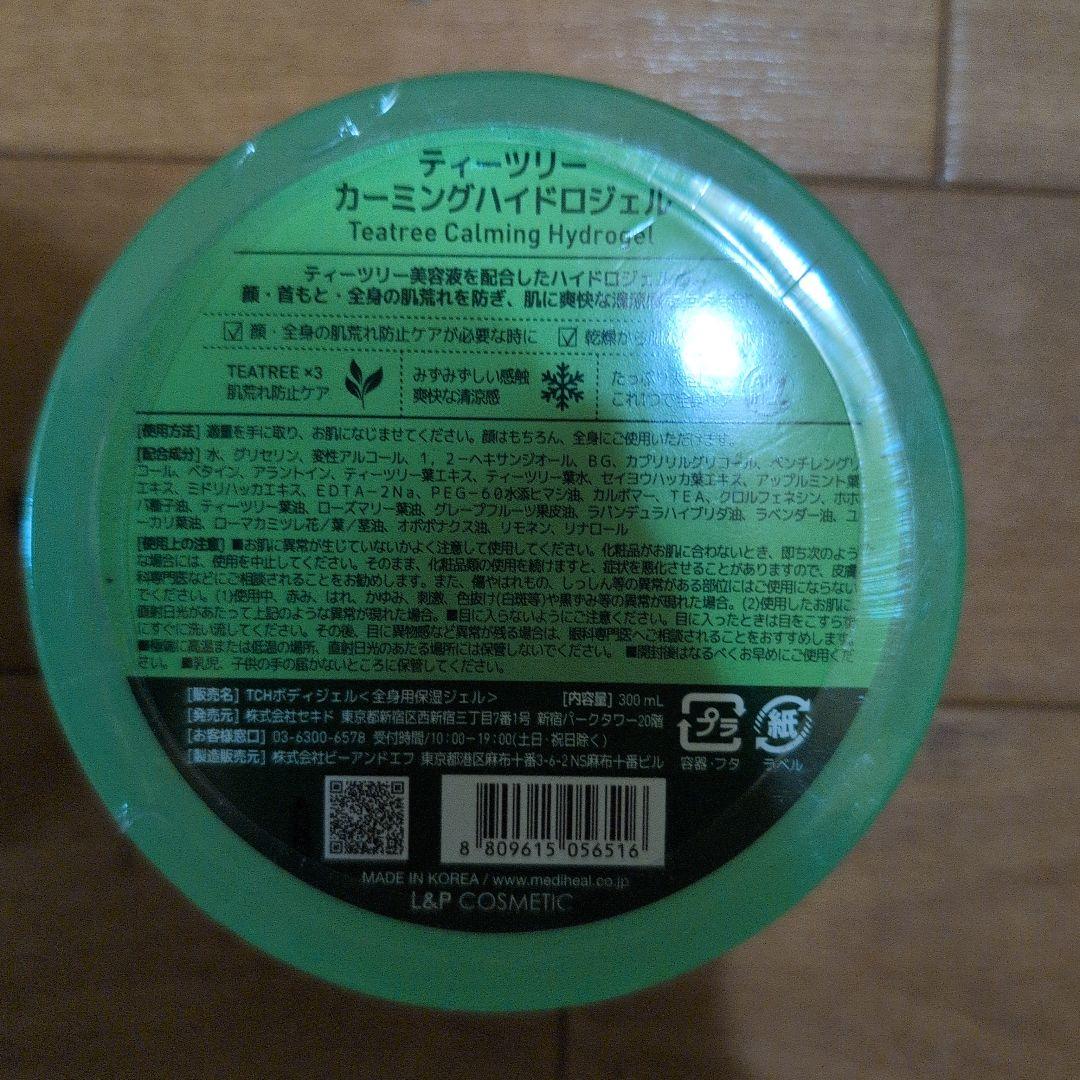 ティーツリー
カーミングハイドロジェル
Teatree Calming Hydrogel
ティーツリー美容液を配合したハイドロジェル
顔・首もと・全身の肌荒れを防ぎ、肌に爽快な清涼感
顔・全身の肌荒れ防止ケアが必要な時に 乾燥から
TEATREE ×3
肌荒れ防止ケア
みずみずしい感触
爽快な清涼感
たっぷり
これ1つで全身ケア
[使用方法] 適量を手に取り、お肌になじませてください。顔はもちろん、全身にご使用いただけます。
[配合成分] 水、グリセリン、変性アルコール、1，2－ヘキサンジオール、BG、カプリリルグリコール、ペンチレングリ
コール、ベタイン、アラントイン、ティーツリー葉エキス、ティーツリー葉水、セイヨウハッカ葉エキス、アップルミント葉
エキス、ミドリハッカエキス、EDTA－2Na、PEG－60水添ヒマシ油、カルボマー、TEA、クロルフェネシン、ホホ
バ種子油、ティーツリー葉油、ローズマリー葉油、グレープフルーツ果皮油、ラバンデュラハイブリダ油、ラベンダー油、ユー
カリ葉油、ローマカミツレ花／葉／茎油、オポポナクス油、リモネン、リナロール
[使用上の注意] ■お肌に異常が生じていないかよく注意して使用してください。化粧品がお肌に合わないとき、即ち次のよう
な場合には、使用を中止してください。そのまま、化粧品類の使用を続けますと、症状を悪化させることがありますので、皮膚
科専門医などにご相談されることをお勧めします。また、傷やはれもの、しっしん等の異常がある部位にはご使用にならない
でください。(1)使用中、赤み、はれ、かゆみ、刺激、色抜け(白斑等)や黒ずみ等の異常が現れた場合。(2)使用したお肌に
直射日光があたって上記のような異常が現れた場合。■目に入らないようにご注意ください。目に入ったときは目をこすらず
にすぐに洗い流してください。その後、目に異物感など異常が残る場合は、眼科専門医へご相談されることをおすすめします。
■極端に高温または低温の場所、直射日光のあたる場所には保管しないでください。 ■開封後はなるべくお早めにご使用くだ
さい。 ■乳児、子供の手の届かないところに保管してください。
[販売名] TCHボディジェル<全身用保湿ジェル> [内容量] 300 mL
[発売元] 株式会社セキド 東京都新宿区西新宿三丁目7番1号 新宿パークタワー20階
[お客様窓口] 03-6300-6578 受付時間/10:00-19:00(土日・祝日除く)
[製造販売元] 株式会社ビーアンドエフ 東京都港区麻布十番3-6-2 NS麻布十番ビル
プラ
容器・フタ
紙
ラベル
8 809615 056516
MADE IN KOREA / www.mediheal.co.jp
L&P COSMETIC